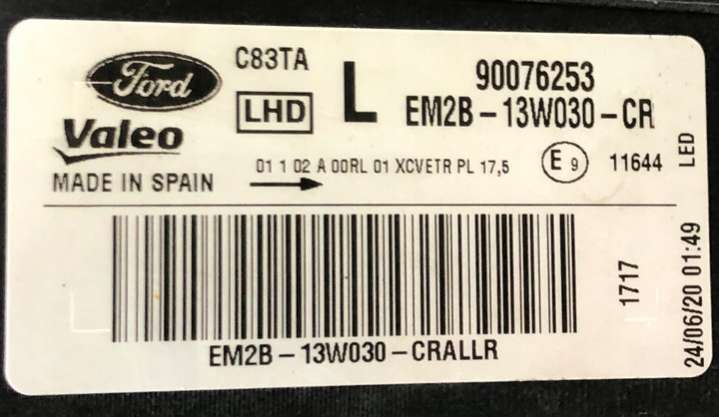 Ford
C83TA
L
90076253
LHD
EM2B-13W030-CR
Valeo
01 1 02 A 00RL 01 XCVETR PL 17,5
E9
11644
LED
MADE IN SPAIN
1717
24/06/20 01:49
EM2B-13W030-CRALLR